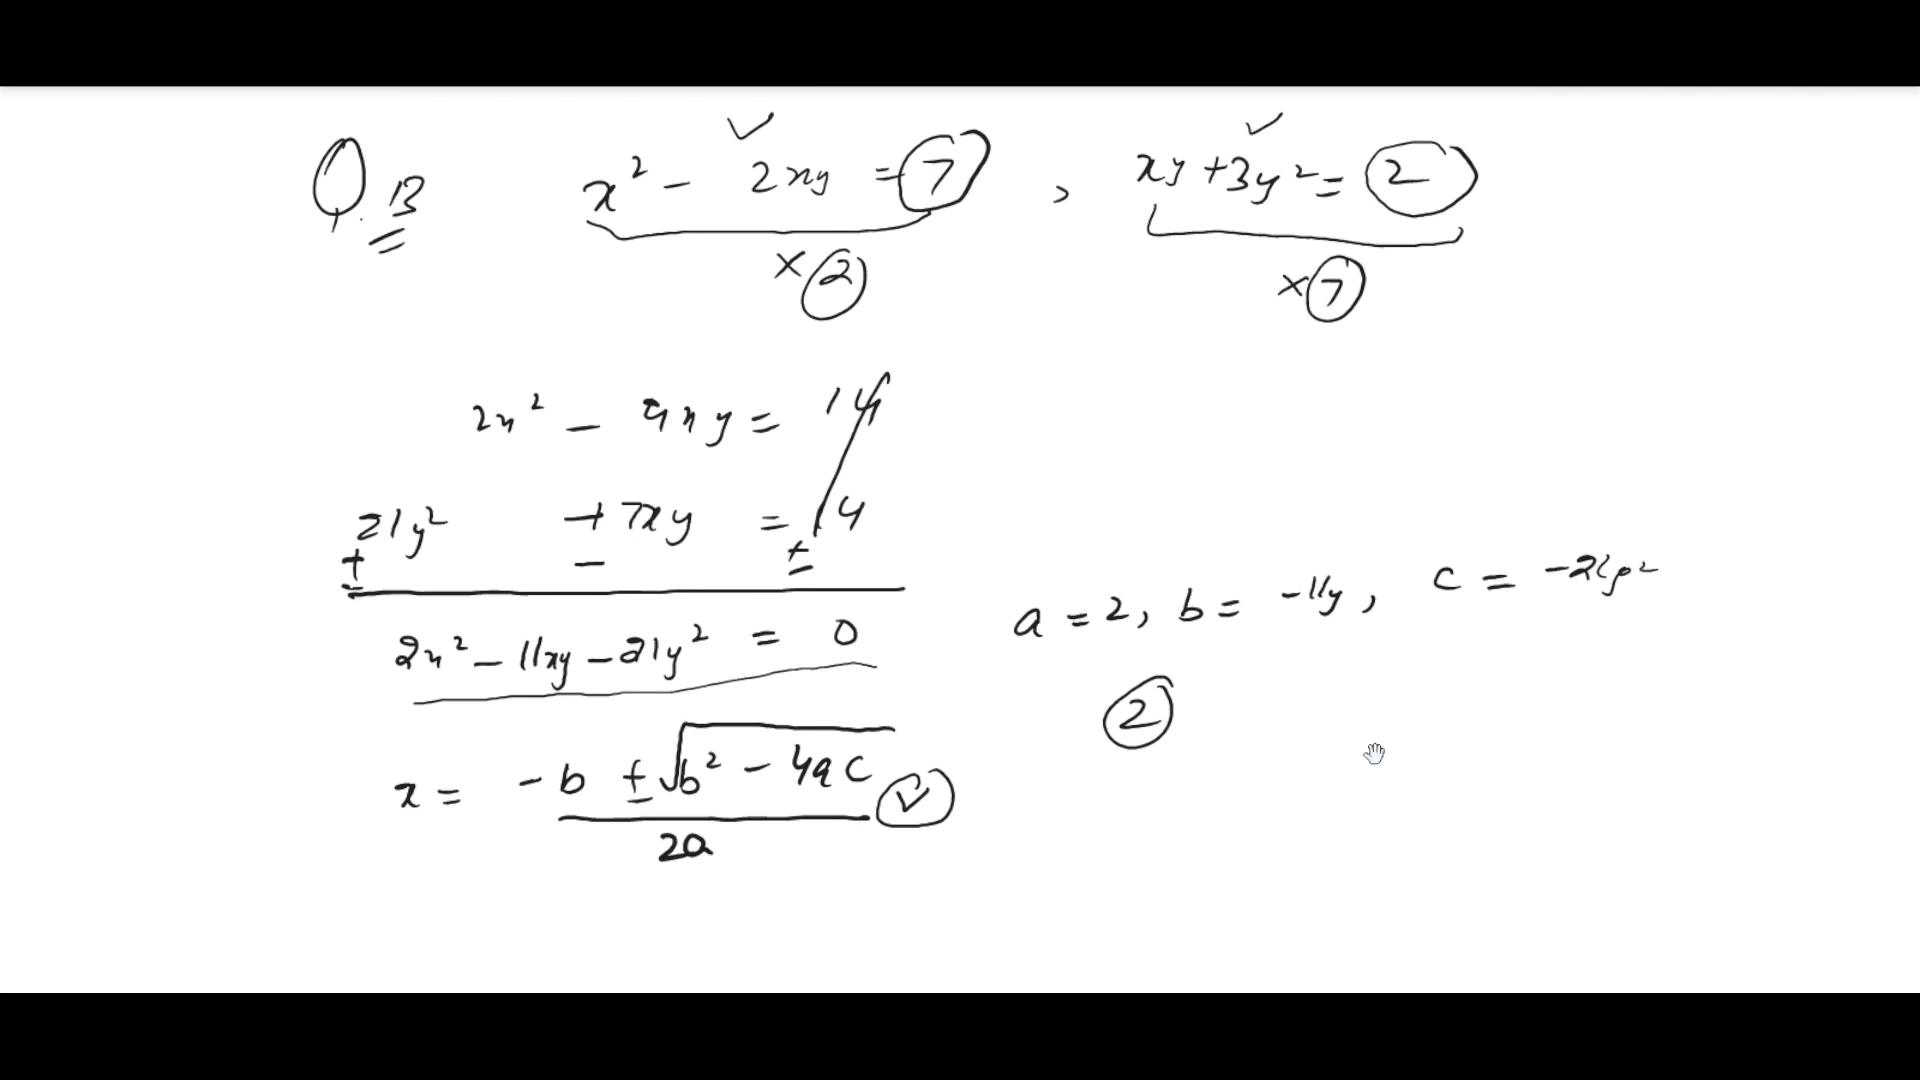 Q.13 x² - 2xy = 7 , xy + 3y² = 2
×2 ×7
2x² - 4xy = 14
21y² + 7xy = 14
± - ±
2x² - 11xy - 21y² = 0
a = 2, b = -11y, c = -21y²
2
x = -b ± √b² - 4ac
2a